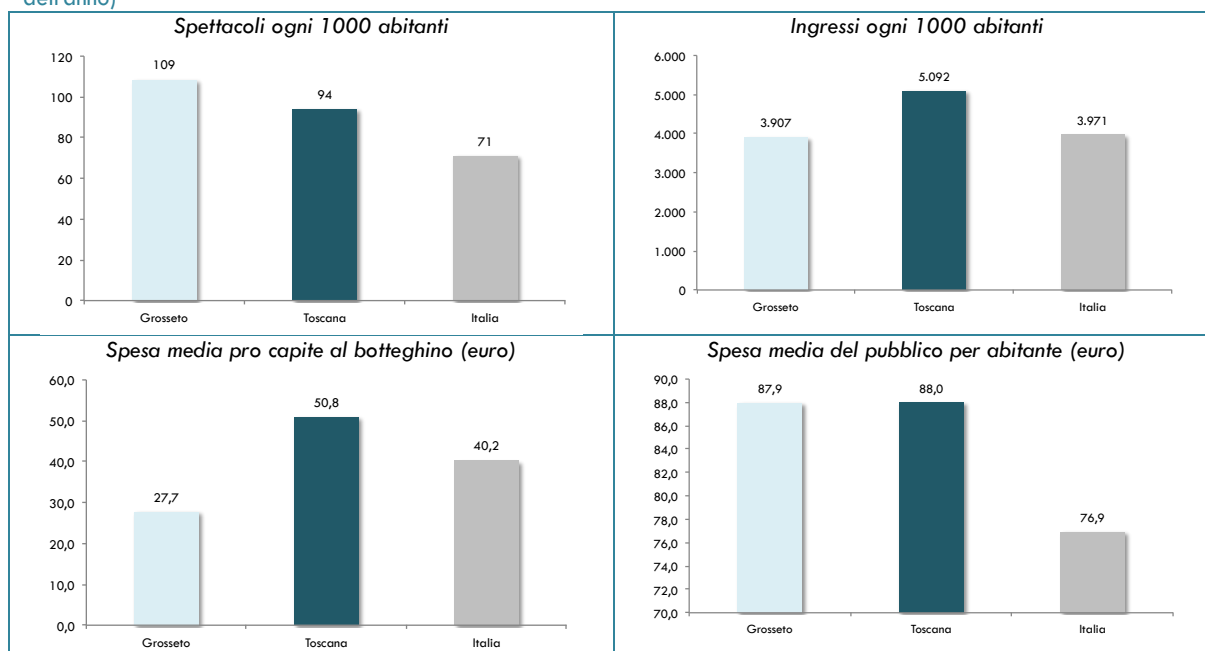 dell'anno)
Spettacoli ogni 1000 abitanti
120
100
80
60
40
20
0
109
94
71
Grosseto
Toscana
Italia
Ingressi ogni 1000 abitanti
6.000
5.000
4.000
3.000
2.000
1.000
0
3.907
5.092
3.971
Grosseto
Toscana
Italia
Spesa media pro capite al botteghino (euro)
60,0
50,0
40,0
30,0
20,0
10,0
0,0
27,7
50,8
40,2
Grosseto
Toscana
Italia
Spesa media del pubblico per abitante (euro)
90,0
88,0
86,0
84,0
82,0
80,0
78,0
76,0
74,0
72,0
70,0
87,9
88,0
76,9
Grosseto
Toscana
Italia